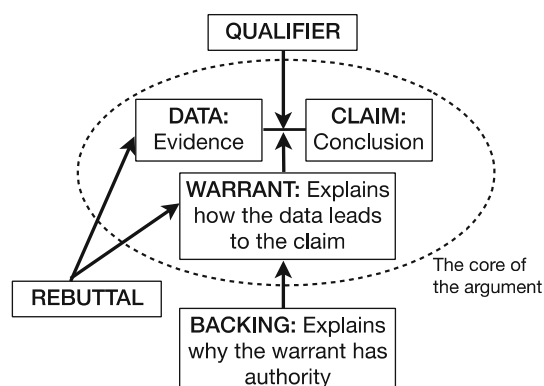 QUALIFIER
DATA:
Evidence
CLAIM:
Conclusion
WARRANT: Explains
how the data leads
to the claim
The core of
the argument
REBUTTAL
BACKING: Explains
why the warrant has
authority